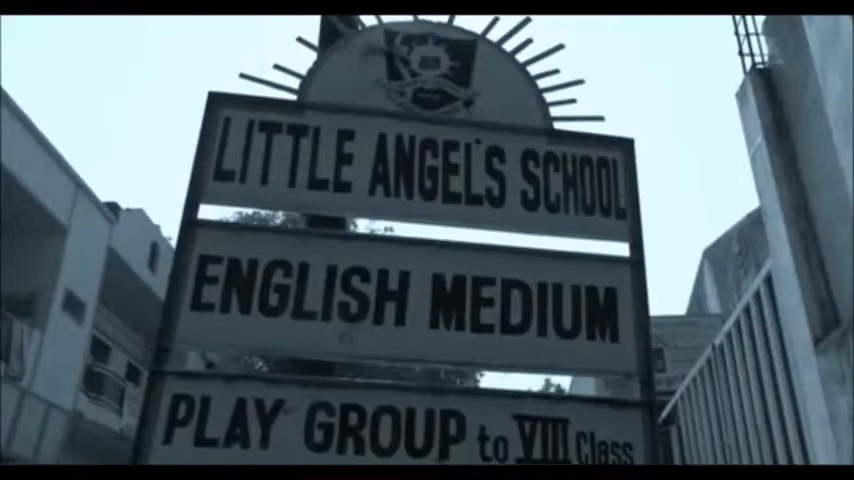 LITTLE ANGEL'S SCHOOL
ENGLISH MEDIUM
PLAY GROUP to VIII Class